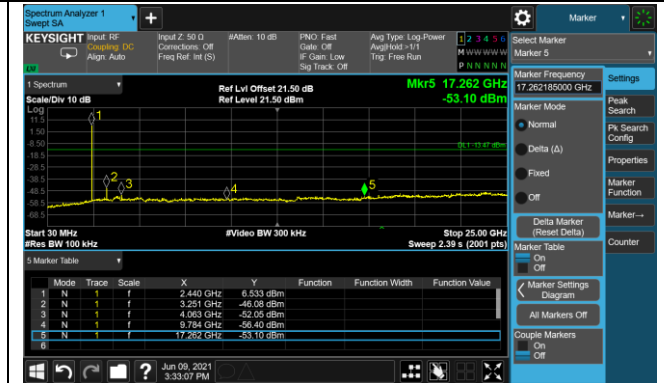 Spectrum Analyzer 1
Swept SA
+
Marker
KEYSIGHT
Input: RF
Coupling: DC
Align: Auto
Input Z: 50 Ω
Corrections: Off
Freq Ref: Int (S)
#Atten: 10 dB
PNO: Fast
Gate: Off
IF Gain: Low
Sig Track: Off
Avg Type: Log-Power
Avg|Hold:>1/1
Trig: Free Run
1 2 3 4 5 6
M W W W W W
P N N N N N
LXI
Select Marker
Marker 5
1 Spectrum
Scale/Div 10 dB
Log
Ref Lvl Offset 21.50 dB
Ref Level 21.50 dBm
Mkr5 17.262 GHz
-53.10 dBm
11.5
1.50
-8.50
-18.5
-28.5
-38.5
-48.5
-58.5
-68.5
1
2
3
4
5
DL1 -13.47 dBm
Start 30 MHz
#Res BW 100 kHz
#Video BW 300 kHz
Stop 25.00 GHz
Sweep 2.39 s (2001 pts)
5 Marker Table
Mode Trace Scale X Y Function Function Width Function Value
1 N 1 f 2.440 GHz 6.533 dBm
2 N 1 f 3.251 GHz -46.08 dBm
3 N 1 f 4.063 GHz -52.05 dBm
4 N 1 f 9.784 GHz -56.40 dBm
5 N 1 f 17.262 GHz -53.10 dBm
6
Marker Frequency
17.262185000 GHz
Marker Mode
Normal
Delta (Δ)
Fixed
Off
Delta Marker
(Reset Delta)
Marker Table
On
Off
Marker Settings
Diagram
All Markers Off
Couple Markers
On
Off
Settings
Peak
Search
Pk Search
Config
Properties
Marker
Function
Marker→
Counter
?
Jun 09, 2021
3:33:07 PM